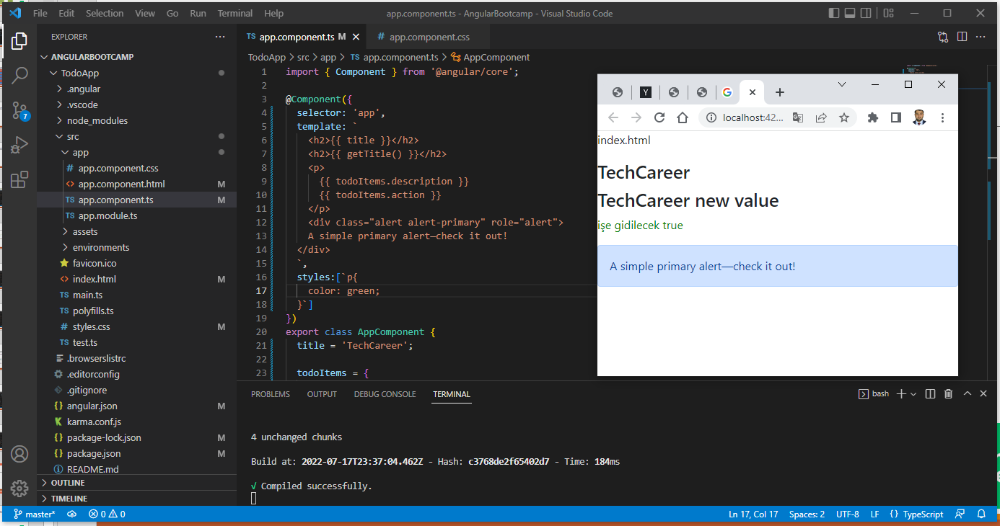 File Edit Selection View Go Run Terminal Help
app.component.ts - AngularBootcamp - Visual Studio Code
EXPLORER
ANGULARBOOTCAMP
TodoApp
.angular
.vscode
node_modules
src
app
app.component.css
app.component.html M
TS app.component.ts M
TS app.module.ts
assets
environments
favicon.ico
index.html M
TS main.ts
TS polyfills.ts
styles.css M
TS test.ts
.browserslistrc
.editorconfig
.gitignore
angular.json M
karma.conf.js
package-lock.json M
package.json M
README.md
OUTLINE
TIMELINE
TS app.component.ts M
# app.component.css
TodoApp > src > app > TS app.component.ts > AppComponent
1 import { Component } from '@angular/core';
2
3 @Component({
4 selector: 'app',
5 template: `
6 <h2>{{ title }}</h2>
7 <h2>{{ getTitle() }}</h2>
8 <p>
9 {{ todoItems.description }}
10 {{ todoItems.action }}
11 </p>
12 <div class="alert alert-primary" role="alert">
13 A simple primary alert—check it out!
14 </div>
15 `,
16 styles:[`p{
17 color: green;
18 }`]
19 })
20 export class AppComponent {
21 title = 'TechCareer';
22
23 todoItems = {
Y
localhost:42...
index.html
TechCareer
TechCareer new value
işe gidilecek true
A simple primary alert—check it out!
PROBLEMS OUTPUT DEBUG CONSOLE TERMINAL
bash
4 unchanged chunks
Build at: 2022-07-17T23:37:04.462Z - Hash: c3768de2f65402d7 - Time: 184ms
√ Compiled successfully.
7
master* 0 0
Ln 17, Col 17 Spaces: 2 UTF-8 LF {} TypeScript